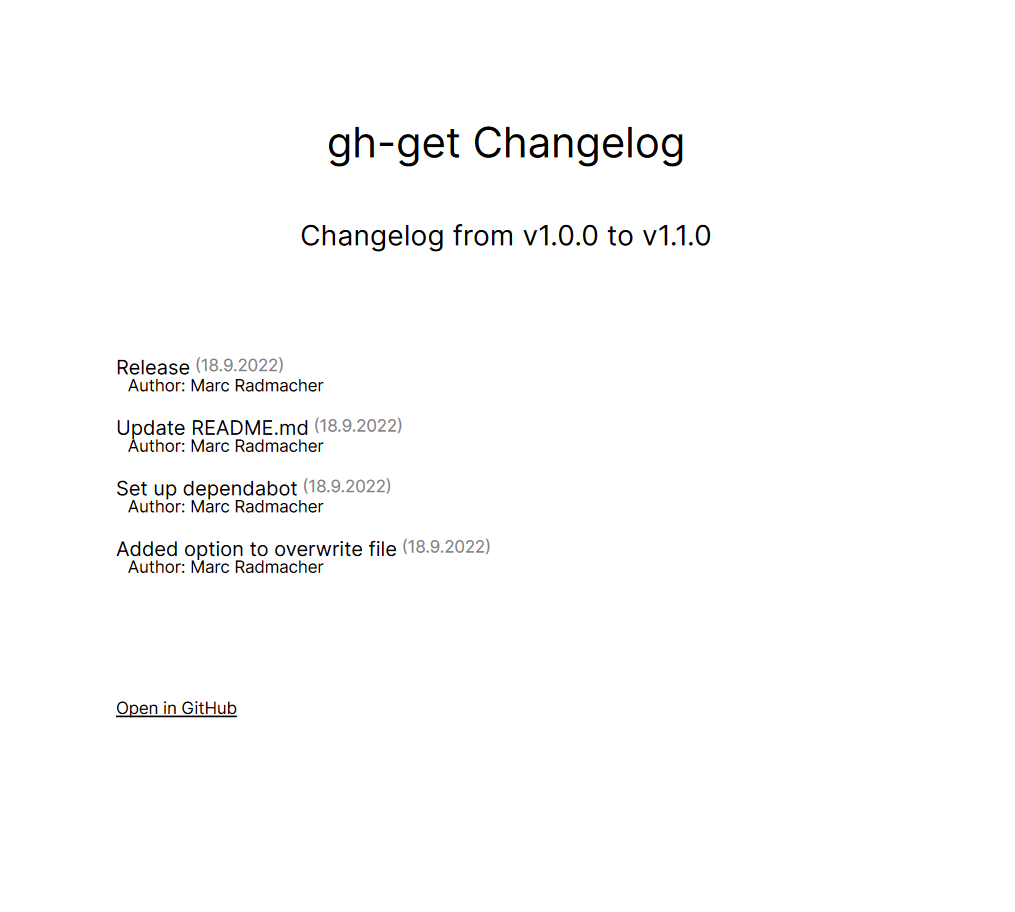 gh-get Changelog
Changelog from v1.0.0 to v1.1.0
Release (18.9.2022)
Author: Marc Radmacher
Update README.md (18.9.2022)
Author: Marc Radmacher
Set up dependabot (18.9.2022)
Author: Marc Radmacher
Added option to overwrite file (18.9.2022)
Author: Marc Radmacher
Open in GitHub